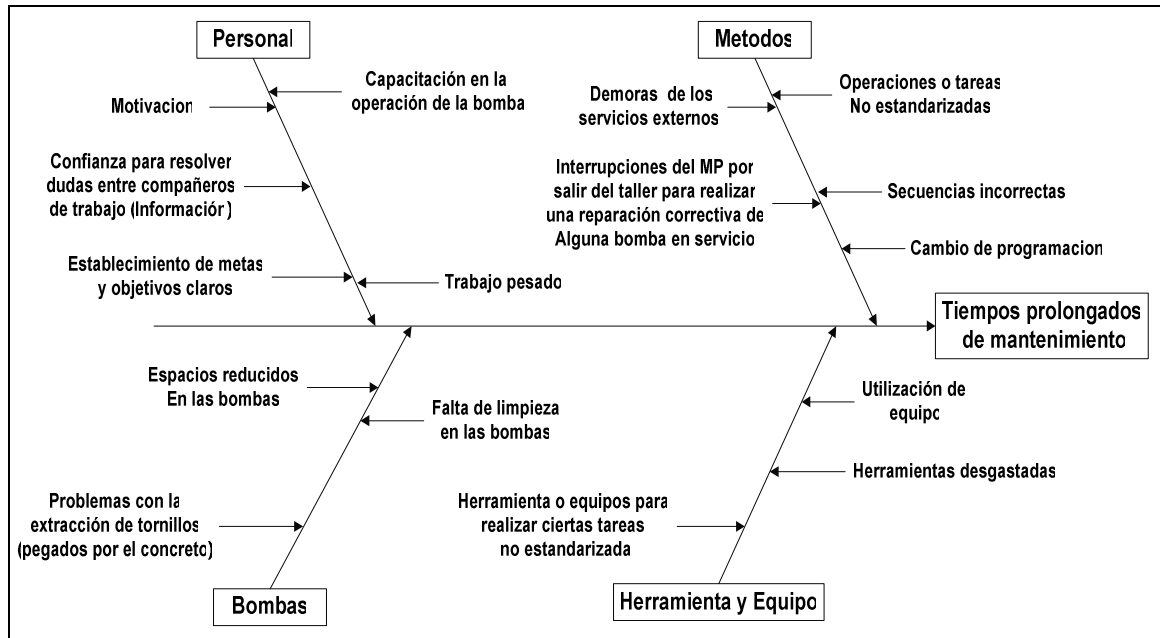 Personal
Metodos
Capacitación en la
operación de la bomba
Motivacion
Confianza para resolver
dudas entre compañeros
de trabajo (Informaciór)
Establecimiento de metas
y objetivos claros
Trabajo pesado
Demoras de los
servicios externos
Operaciones o tareas
No estandarizadas
Interrupciones del MP por
salir del taller para realizar
una reparación correctiva de
Alguna bomba en servicio
Secuencias incorrectas
Cambio de programacion
Tiempos prolongados
de mantenimiento
Espacios reducidos
En las bombas
Falta de limpieza
en las bombas
Problemas con la
extracción de tornillos
(pegados por el concreto)
Bombas
Utilización de
equipo
Herramientas desgastadas
Herramienta o equipos para
realizar ciertas tareas
no estandarizada
Herramienta y Equipo